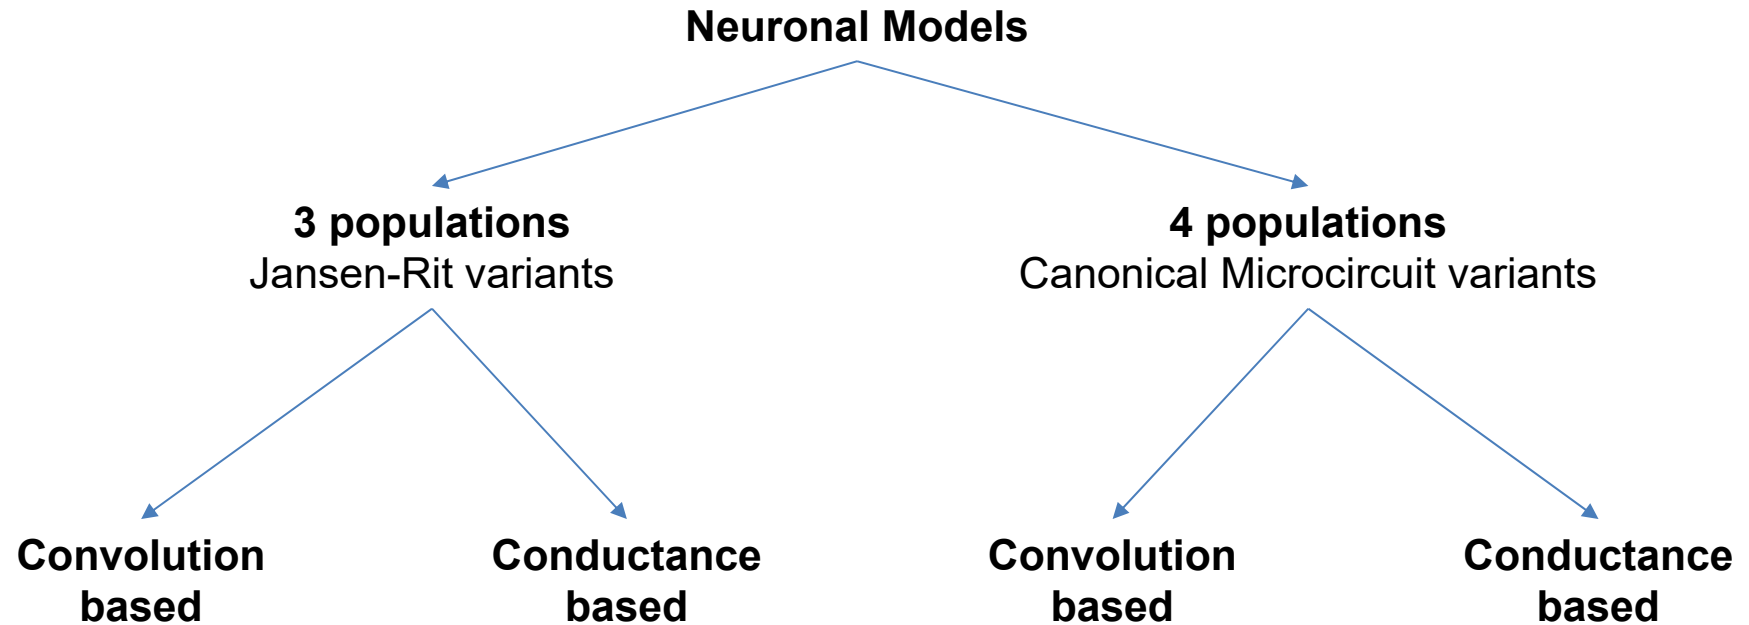 Neuronal Models
3 populations
Jansen-Rit variants
4 populations
Canonical Microcircuit variants
Convolution
based
Conductance
based
Convolution
based
Conductance
based